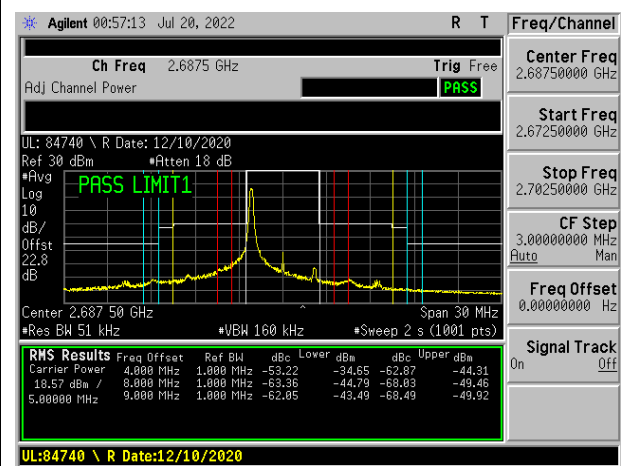 Agilent 00:57:13 Jul 20, 2022 R T
Freq/Channel
Ch Freq 2.6875 GHz Trig Free
Adj Channel Power PASS
UL: 84740 \ R Date: 12/10/2020
Ref 30 dBm #Atten 18 dB
#Avg
Log
10
dB/
Offst
22.8
dB
PASS LIMIT1
Center 2.687 50 GHz ^ Span 30 MHz
#Res BW 51 kHz #VBW 160 kHz #Sweep 2 s (1001 pts)
RMS Results Freq Offset Ref BW dBc Lower dBm dBc Upper dBm
Carrier Power 4.000 MHz 1.000 MHz -53.22 -34.65 -62.87 -44.31
18.57 dBm / 8.000 MHz 1.000 MHz -63.36 -44.79 -68.03 -49.46
5.00000 MHz 9.000 MHz 1.000 MHz -62.05 -43.49 -68.49 -49.92
UL:84740 \ R Date:12/10/2020
Center Freq
2.68750000 GHz
Start Freq
2.67250000 GHz
Stop Freq
2.70250000 GHz
CF Step
3.00000000 MHz
Auto Man
Freq Offset
0.00000000 Hz
Signal Track
On Off